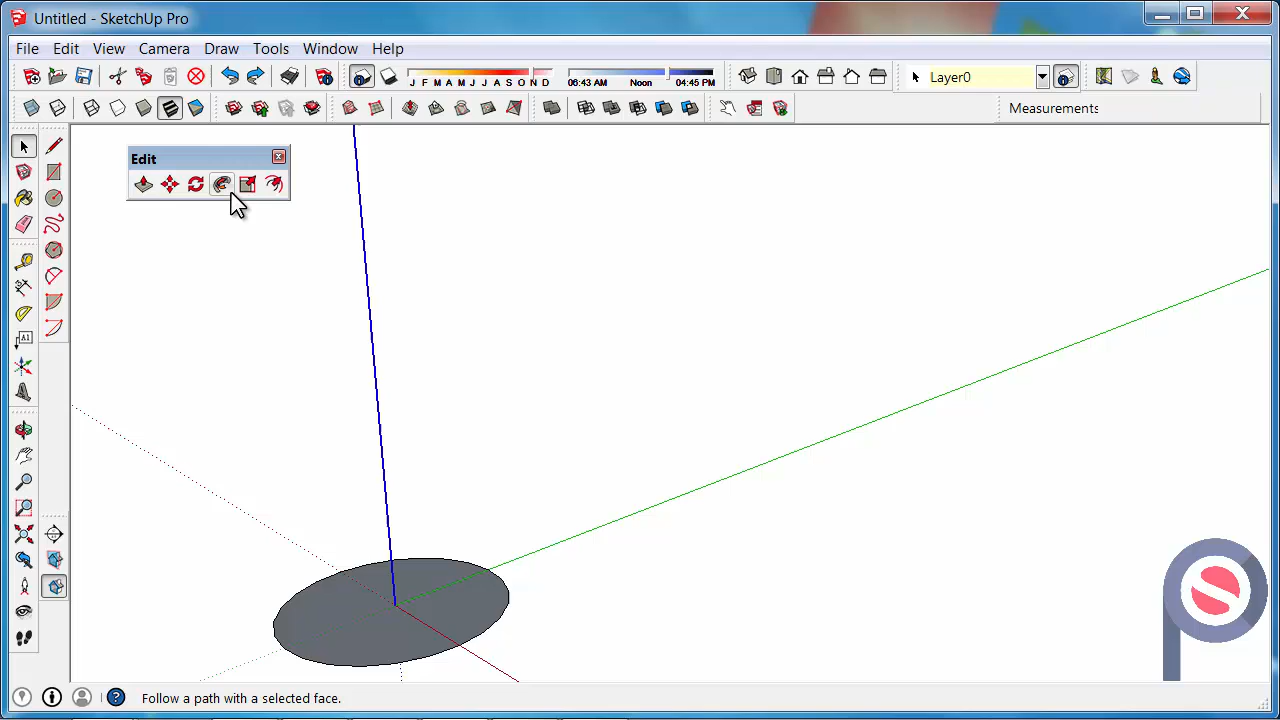 Untitled - SketchUp Pro
File Edit View Camera Draw Tools Window Help
J F M A M J J A S O N D 06:43 AM Noon 04:45 PM Layer0
Measurements
Edit
A1
Follow a path with a selected face.